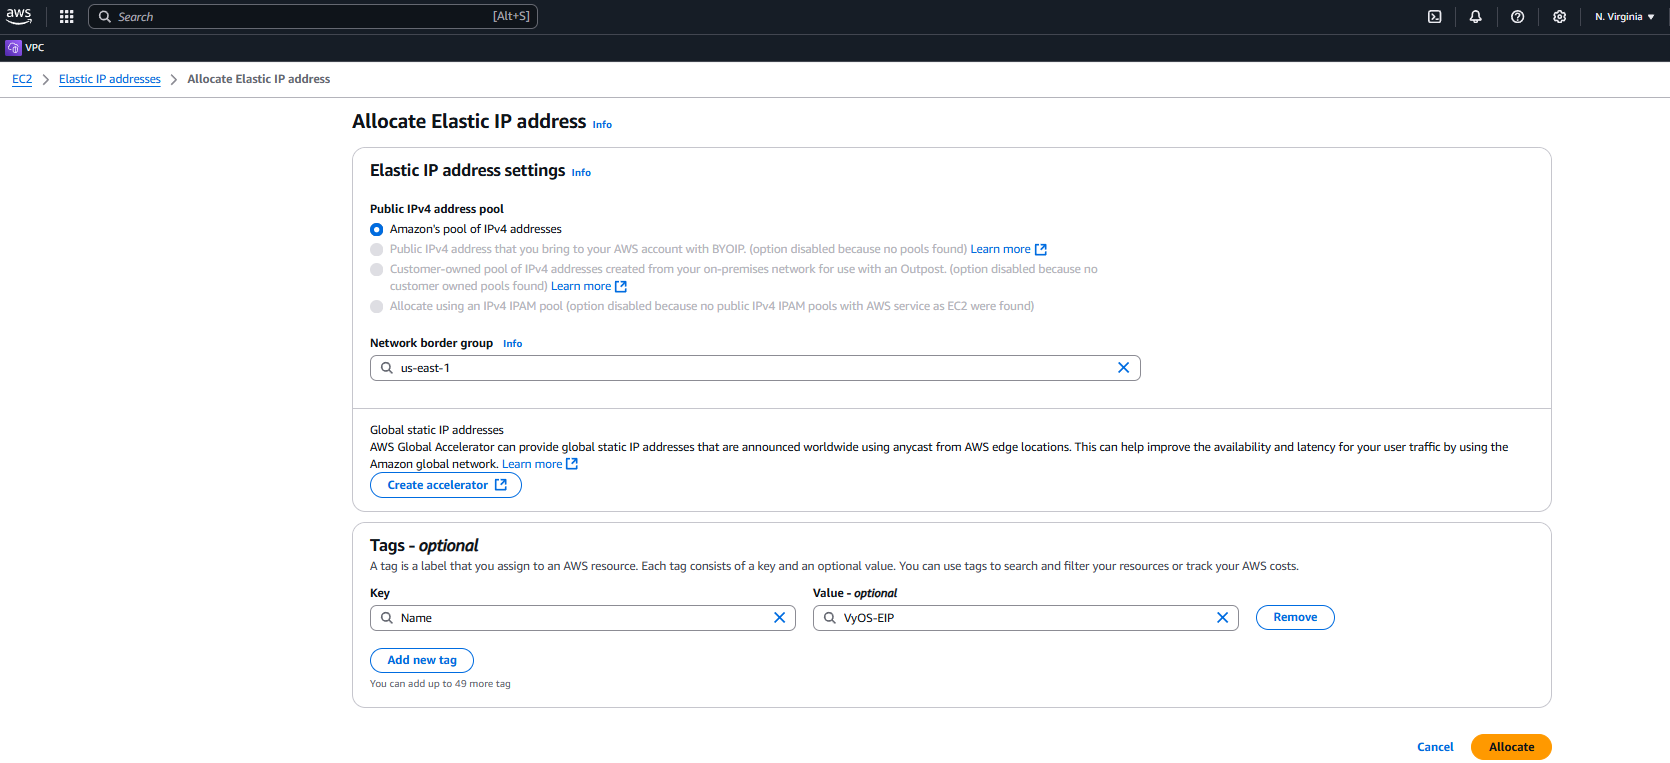 aws Search [Alt+S] N. Virginia
VPC
EC2 Elastic IP addresses Allocate Elastic IP address
Allocate Elastic IP address Info
Elastic IP address settings Info
Public IPv4 address pool
Amazon's pool of IPv4 addresses
Public IPv4 address that you bring to your AWS account with BYOIP. (option disabled because no pools found) Learn more
Customer-owned pool of IPv4 addresses created from your on-premises network for use with an Outpost. (option disabled because no
customer owned pools found) Learn more
Allocate using an IPv4 IPAM pool (option disabled because no public IPv4 IPAM pools with AWS service as EC2 were found)
Network border group Info
us-east-1
Global static IP addresses
AWS Global Accelerator can provide global static IP addresses that are announced worldwide using anycast from AWS edge locations. This can help improve the availability and latency for your user traffic by using the
Amazon global network. Learn more
Create accelerator
Tags - optional
A tag is a label that you assign to an AWS resource. Each tag consists of a key and an optional value. You can use tags to search and filter your resources or track your AWS costs.
Key Value - optional
Name VyOS-EIP Remove
Add new tag
You can add up to 49 more tag
Cancel Allocate